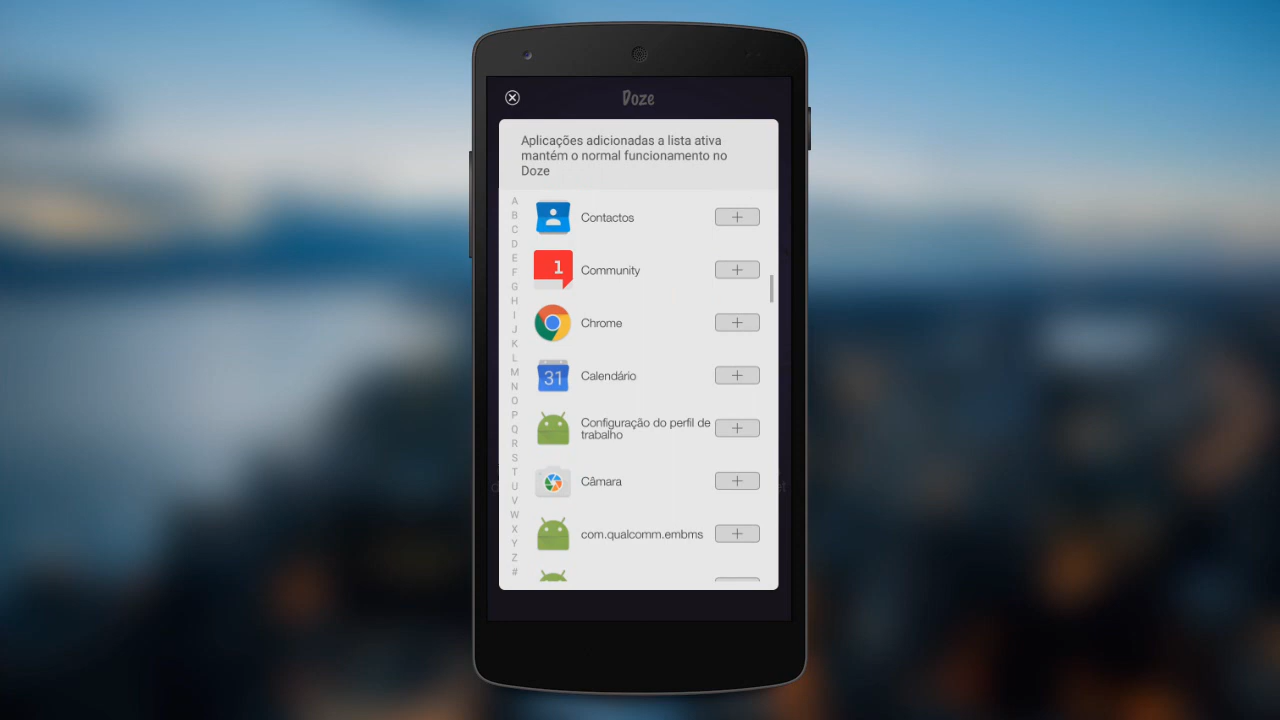 Doze
Aplicações adicionadas a lista ativa
mantém o normal funcionamento no
Doze
A
B
C
D
E
F
G
H
I
J
K
L
M
N
O
P
Q
R
S
T
U
V
W
X
Y
Z
#
Contactos
1
Community
Chrome
31
Calendário
Configuração do perfil de
trabalho
Câmara
com.qualcomm.embms